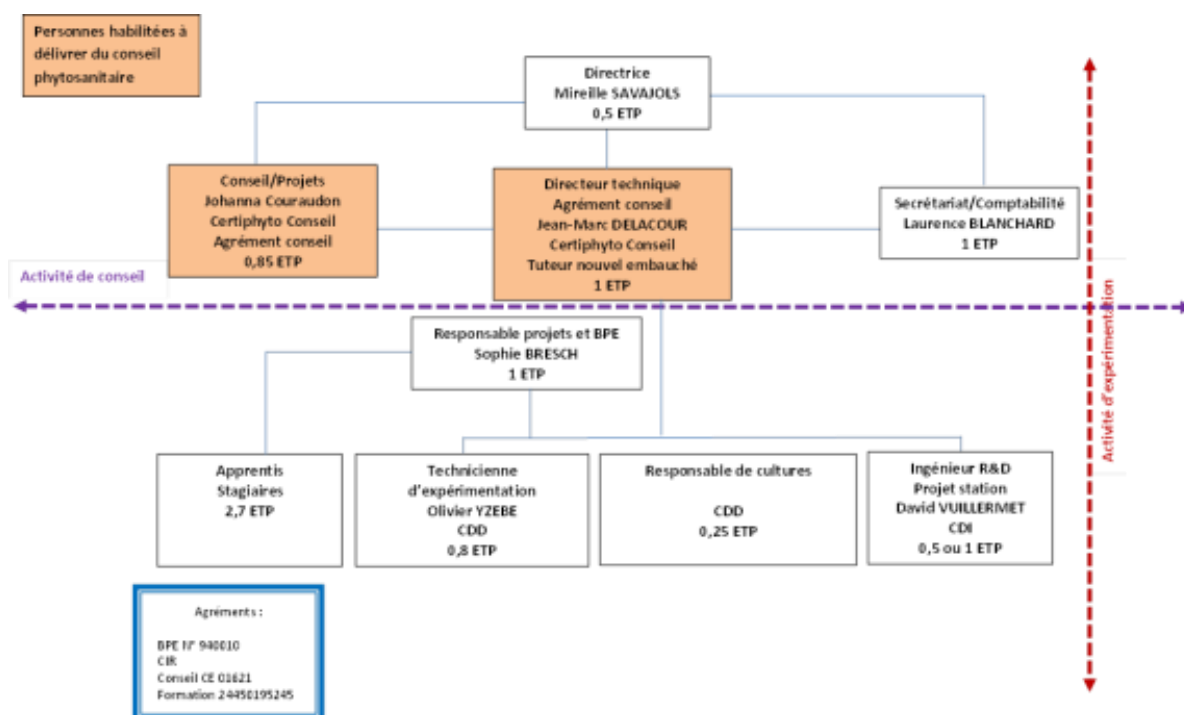 Personnes habilitées à
délivrer du conseil
phytosanitaire
Directrice
Mireille SAVAJOLS
0,5 ETP
Conseil/Projets
Johanna Couraudon
Certiphyto Conseil
Agrément conseil
0,85 ETP
Directeur technique
Agrément conseil
Jean-Marc DELACOUR
Certiphyto Conseil
Tuteur nouvel embauché
1 ETP
Secrétariat/Comptabilité
Laurence BLANCHARD
1 ETP
Activité de conseil
Activité d'expérimentation
Responsable projets et BPE
Sophie BRESCH
1 ETP
Apprentis
Stagiaires
2,7 ETP
Technicienne
d'expérimentation
Olivier YZEBE
CDD
0,8 ETP
Responsable de cultures
CDD
0,25 ETP
Ingénieur R&D
Projet station
David VUILLERMET
CDI
0,5 ou 1 ETP
Agréments :
BPE N° 940010
CIR
Conseil CE 01621
Formation 24450195245